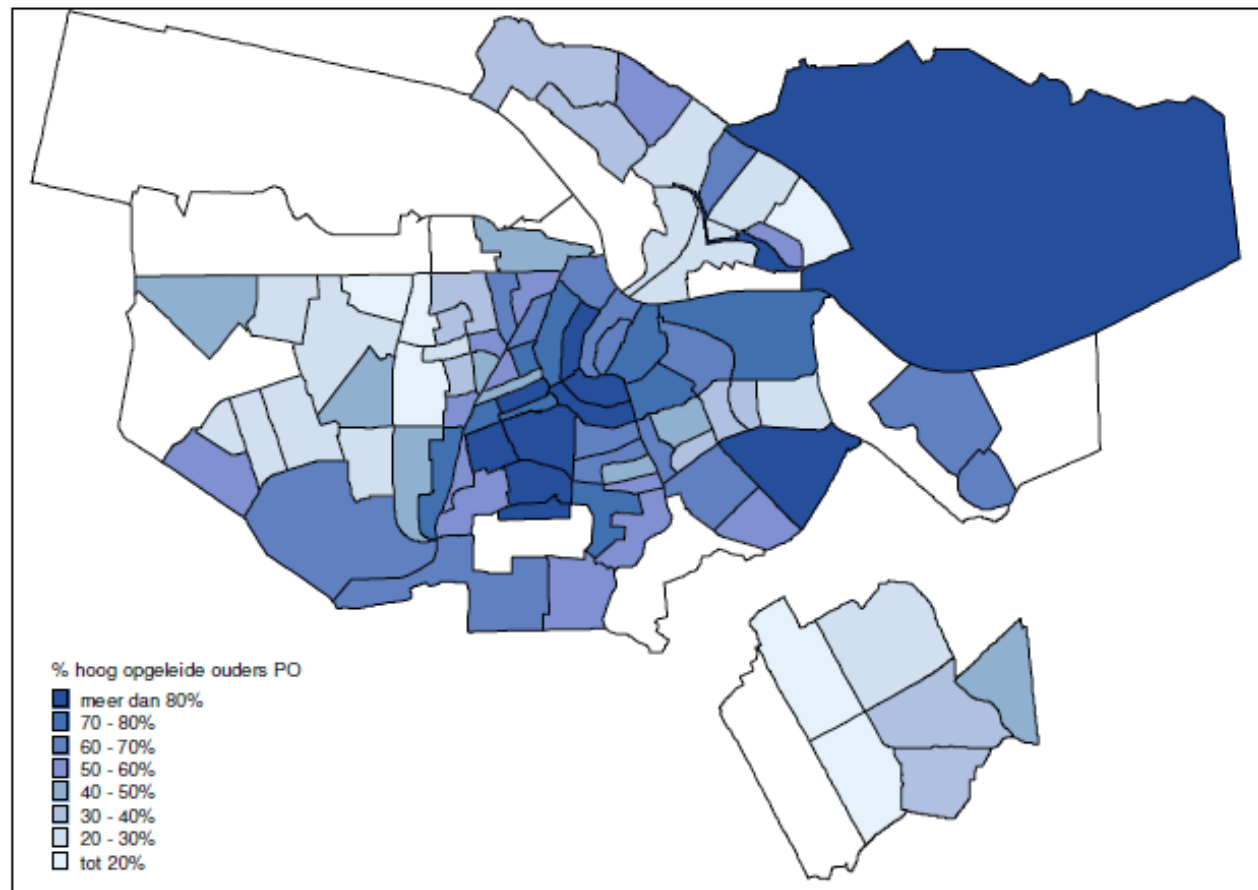 % hoog opgeleide ouders PO
meer dan 80%
70 - 80%
60 - 70%
50 - 60%
40 - 50%
30 - 40%
20 - 30%
tot 20%